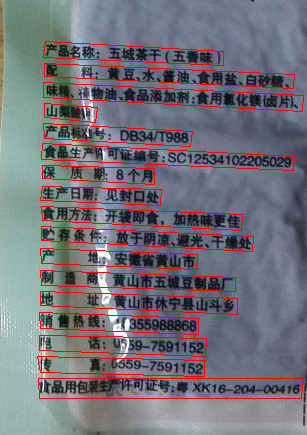 产品名称: 五城茶干(五香味)
配 料: 黄豆、水、酱油、食用盐、白砂糖、
味精、植物油、食品添加剂:食用氯化镁(卤片)、
山梨酸钾
产品标准号: DB34/T988
食品生产许可证编号: SC12534102205029
保 质 期: 8个月
生产日期: 见封口处
食用方法: 开袋即食,加热味更佳
贮存条件: 放于阴凉、避光、干燥处
产 地: 安徽省黄山市
制 造 商: 黄山市五城豆制品厂
地 址: 黄山市休宁县山斗乡
销售热线: 355988868
电 话: 0559-7591152
传 真: 0559-7591152
食品用包装生产许可证号: 粤 XK16-204-00416